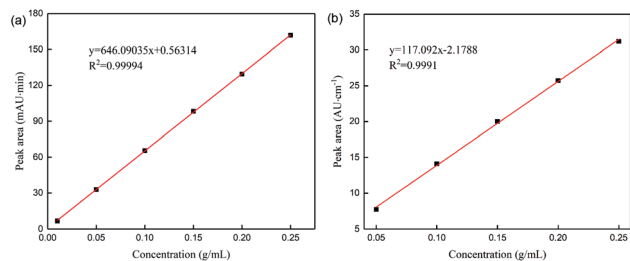 (a)
y=646.09035x+0.56314
R²=0.99994
180
150
120
90
60
30
0
Peak area (mAU·min)
0.00 0.05 0.10 0.15 0.20 0.25
Concentration (g/mL)
(b)
y=117.092x-2.1788
R²=0.9991
35
30
25
20
15
10
5
Peak area (AU·cm⁻¹)
0.05 0.10 0.15 0.20 0.25
Concentration (g/mL)